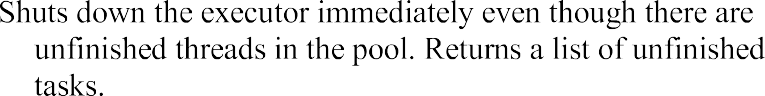 Shuts down the executor immediately even though there are
unfinished threads in the pool. Returns a list of unfinished
tasks.